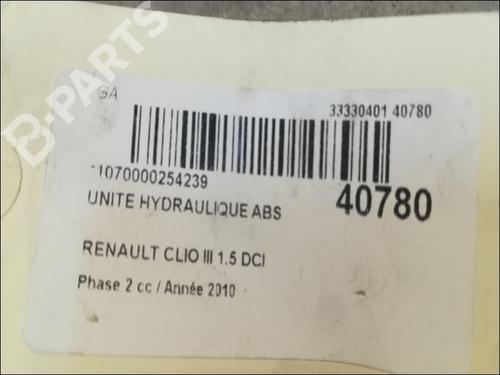 B-PARTS
GA
33330401 40780
*1070000254239
UNITE HYDRAULIQUE ABS
40780
RENAULT CLIO III 1.5 DCI
Phase 2 cc / Année 2010